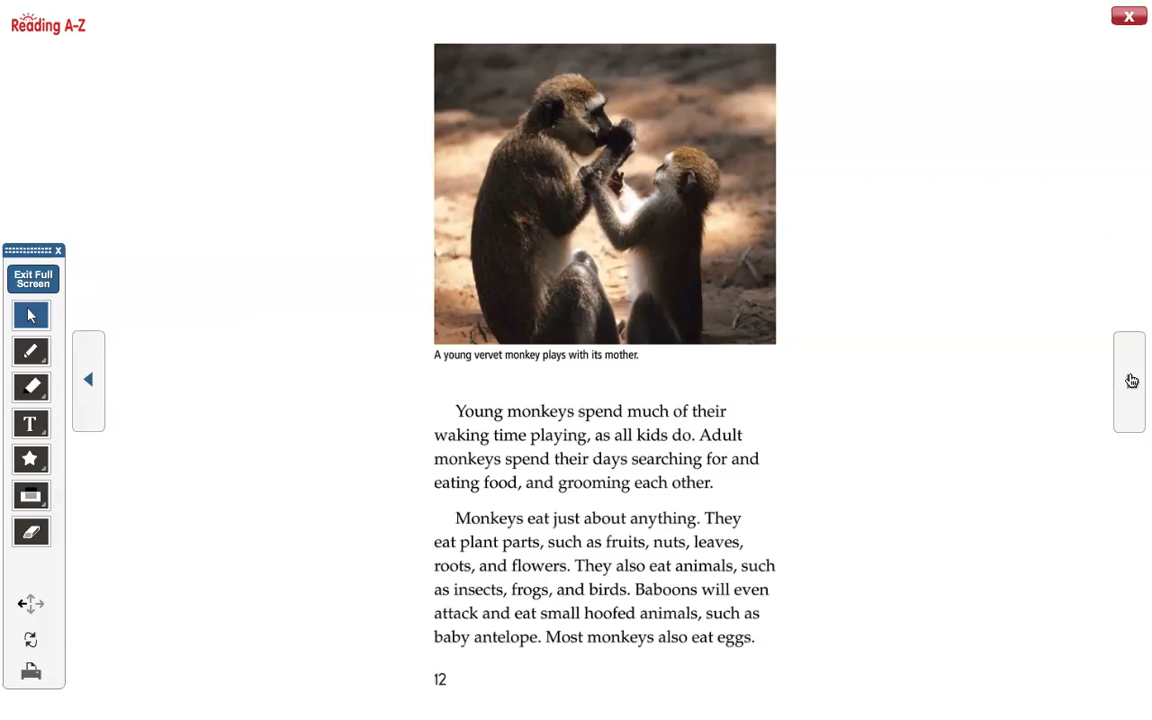 Reading A-Z
X
A young vervet monkey plays with its mother.
x
Exit Full
Screen
T
Young monkeys spend much of their
waking time playing, as all kids do. Adult
monkeys spend their days searching for and
eating food, and grooming each other.
Monkeys eat just about anything. They
eat plant parts, such as fruits, nuts, leaves,
roots, and flowers. They also eat animals, such
as insects, frogs, and birds. Baboons will even
attack and eat small hoofed animals, such as
baby antelope. Most monkeys also eat eggs.
12